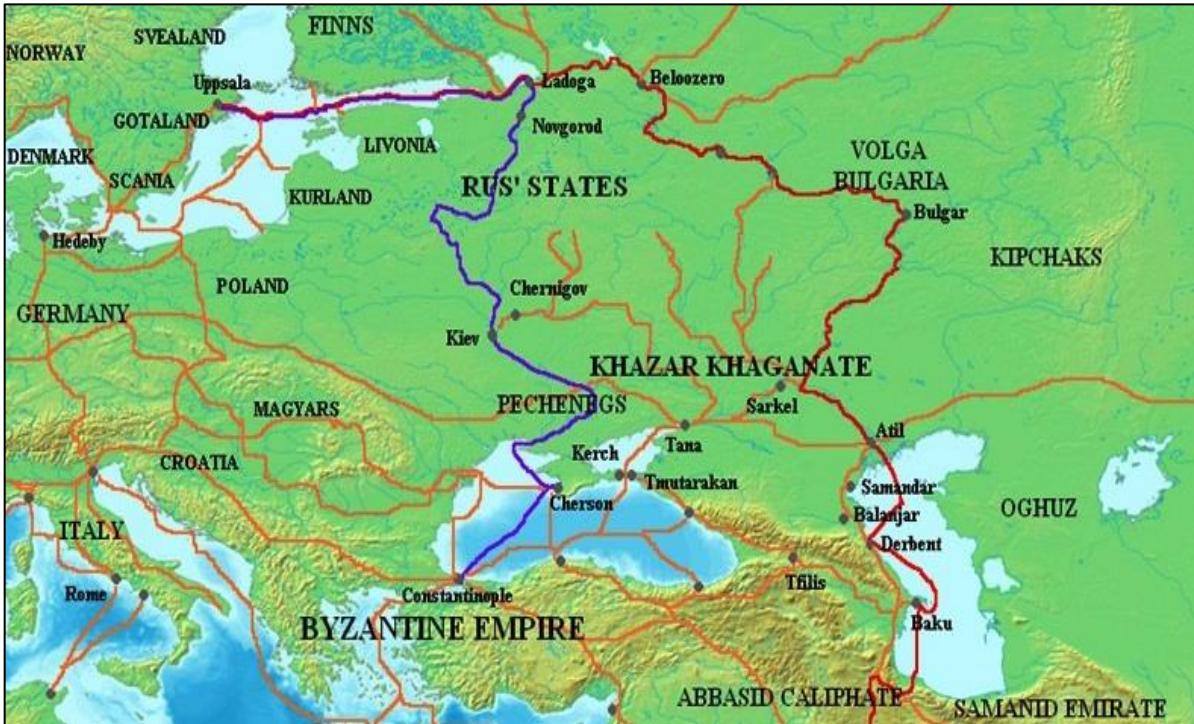 FINNS
SVEALAND
NORWAY
Uppsala
Ladoga
Beloozero
GOTALAND
Novgorod
LIVONIA
DENMARK
VOLGA
BULGARIA
SCANIA
KURLAND
RUS' STATES
Bulgar
Hedeby
KIPCHAKS
POLAND
Chernigov
GERMANY
Kiev
KHAZAR KHAGANATE
PECHENEGS
Sarkel
MAGYARS
Tana
Atil
Kerch
CROATIA
Tmutarakan
Samandar
Cherson
OGHUZ
Balanjar
ITALY
Derbent
Tfilis
Rome
Constantinople
BYZANTINE EMPIRE
Baku
ABBASID CALIPHATE
SAMANID EMIRATE